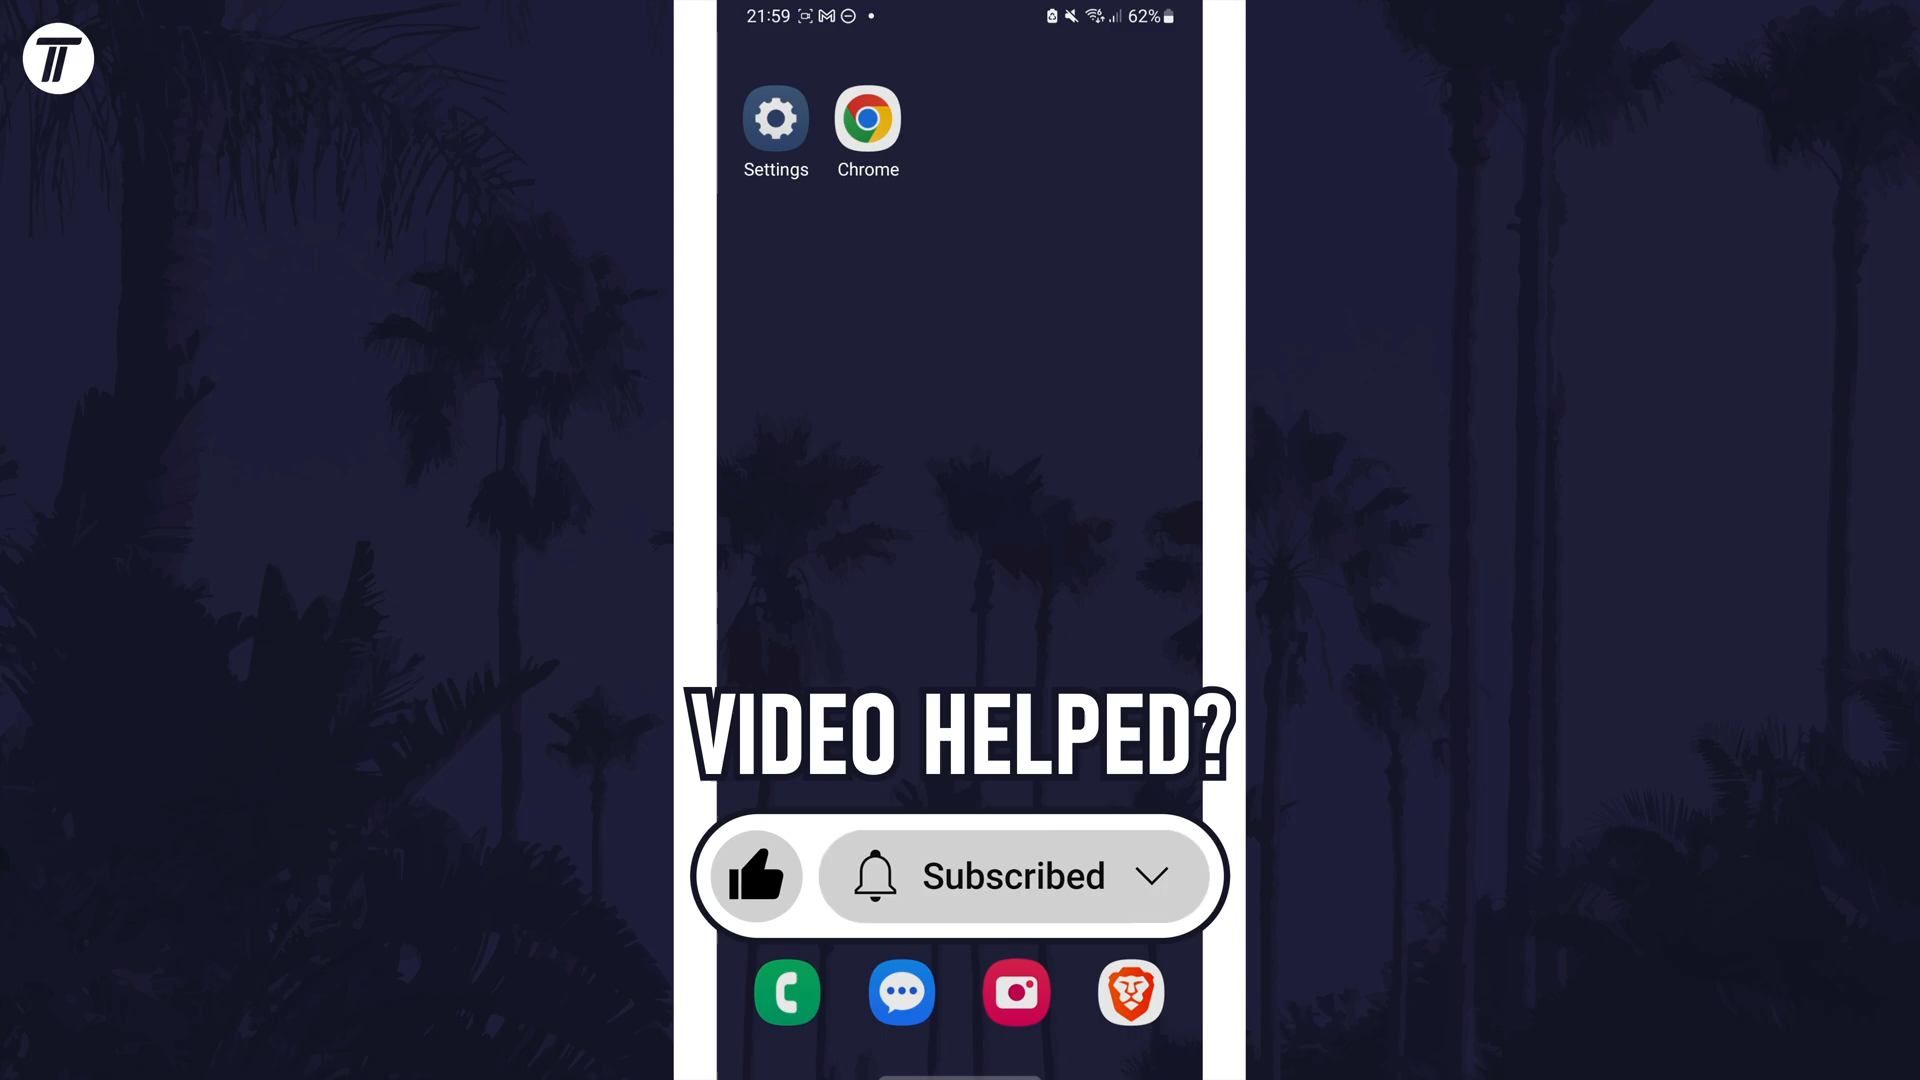 21:59
62%
Settings Chrome
VIDEO HELPED?
Subscribed